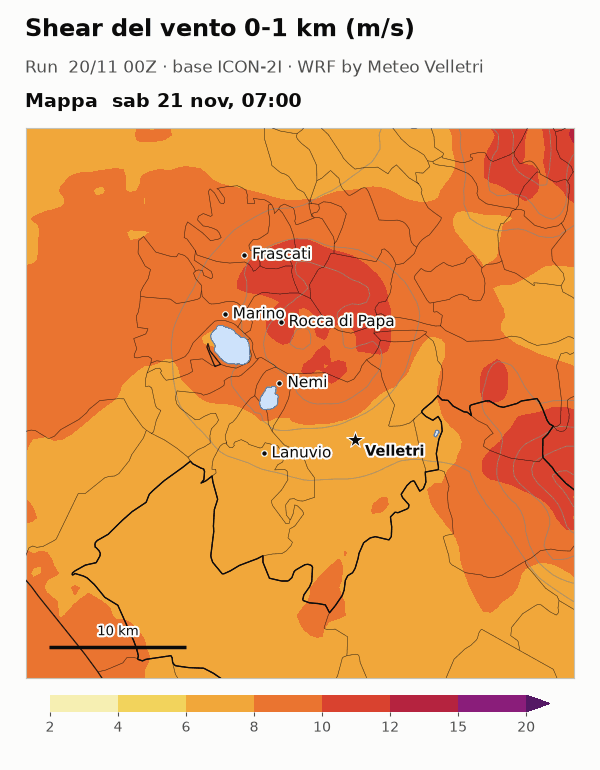 Shear del vento 0-1 km (m/s)
Run  20/11 00Z · base ICON-2I · WRF by Meteo Velletri
Mappa  sab 21 nov, 07:00
Frascati
Marino
Rocca di Papa
Nemi
Velletri
Lanuvio
10 km
2 4 6 8 10 12 15 20